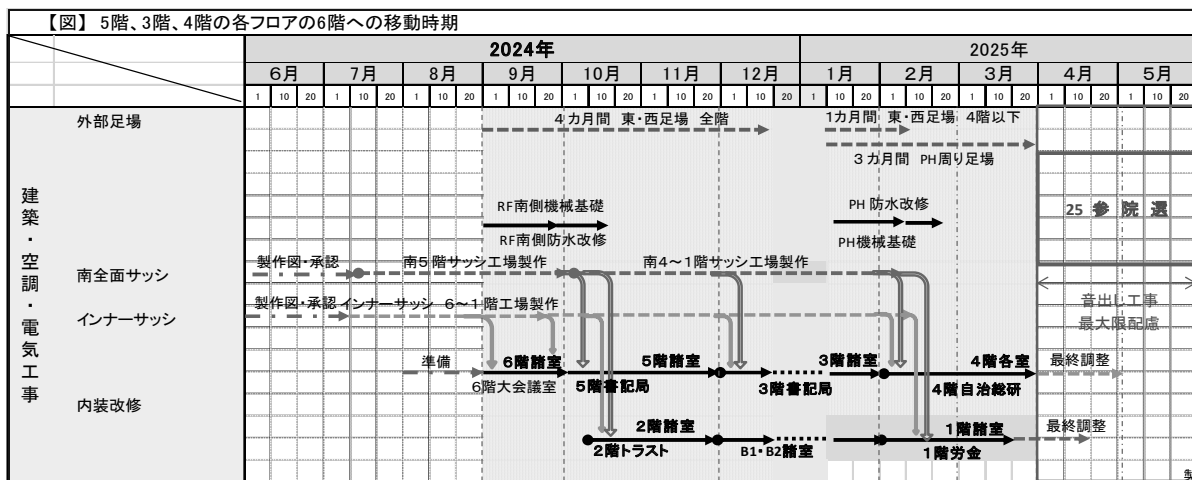 【図】 5階、3階、4階の各フロアの6階への移動時期
2024年 2025年
6月 7月 8月 9月 10月 11月 12月 1月 2月 3月 4月 5月
1 10 20 1 10 20 1 10 20 1 10 20 1 10 20 1 10 20 1 10 20 1 10 20 1 10 20 1 10 20 1 10 20 1 10 20
建築・空調・電気工事
外部足場
4カ月間 東・西足場 全階
1カ月間 東・西足場 4階以下
3カ月間 PH周り足場
RF南側機械基礎
PH防水改修
25 参院選
RF南側防水改修
PH機械基礎
南全面サッシ
製作図・承認
南5階サッシ工場製作
南4～1階サッシ工場製作
音出し工事
最大限配慮
インナーサッシ
製作図・承認 インナーサッシ 6～1階工場製作
準備
6階諸室
5階諸室
3階諸室
4階各室
最終調整
6階大会議室
5階書記局
3階書記局
4階自治総研
内装改修
2階諸室
1階諸室
最終調整
2階トラスト
B1・B2諸室
1階労金